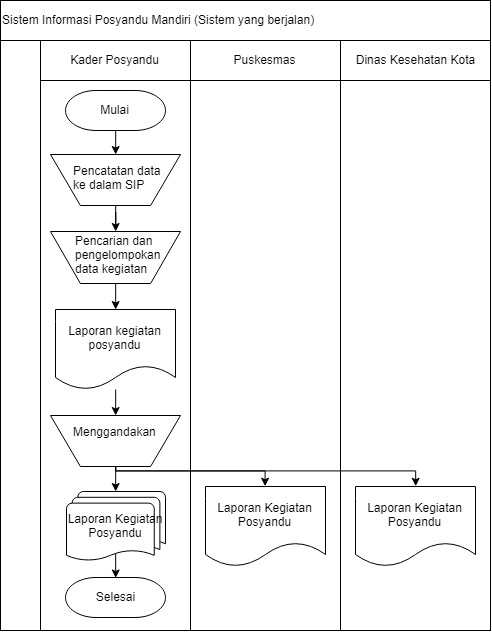 Sistem Informasi Posyandu Mandiri (Sistem yang berjalan)
Kader Posyandu
Puskesmas
Dinas Kesehatan Kota
Mulai
Pencatatan data
ke dalam SIP
Pencarian dan
pengelompokan
data kegiatan
Laporan kegiatan
posyandu
Menggandakan
Laporan Kegiatan
Posyandu
Laporan Kegiatan
Posyandu
Laporan Kegiatan
Posyandu
Selesai